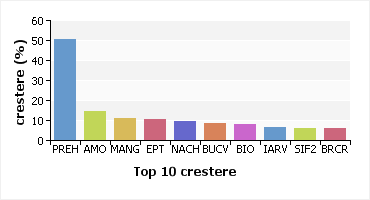 crestere (%)
60
50
40
30
20
10
0
PREH AMO MANG EPT NACH BUCV BIO IARV SIF2 BRCR
Top 10 crestere